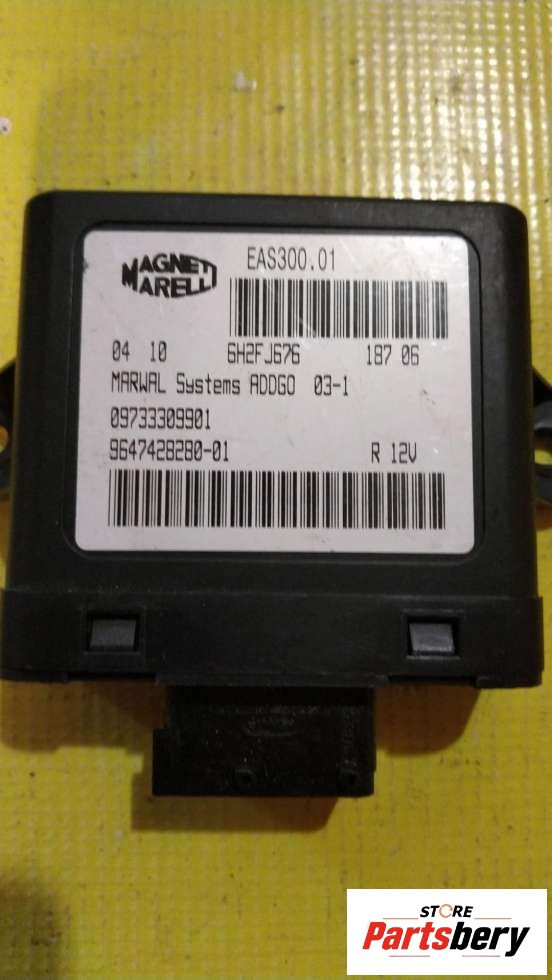 MAGNETI
MARELLI
EAS300.01
04 10 6H2FJ676 187 06
MARWAL Systems ADDGO 03-1
09733309901
9647428280-01 R 12V
STORE
Partsbery